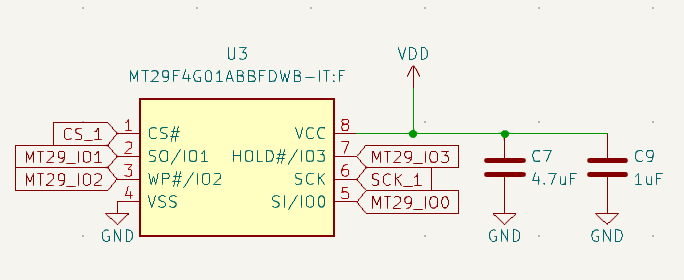 U3
VDD
MT29F4G01ABBFDWB-IT:F
CS_1 1 CS# VCC 8
MT29_IO1 2 SO/IO1 HOLD#/IO3 7 MT29_IO3 C7 C9
MT29_IO2 3 WP#/IO2 SCK 6 SCK_1 4.7uF 1uF
4 VSS SI/IO0 5 MT29_IO0
GND GND GND